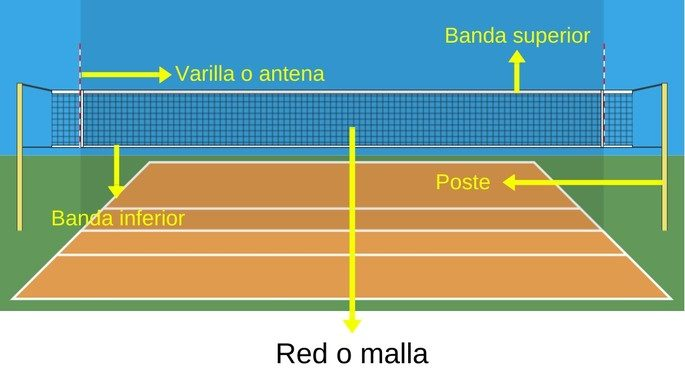 Banda superior
Varilla o antena
Poste
Banda inferior
Red o malla